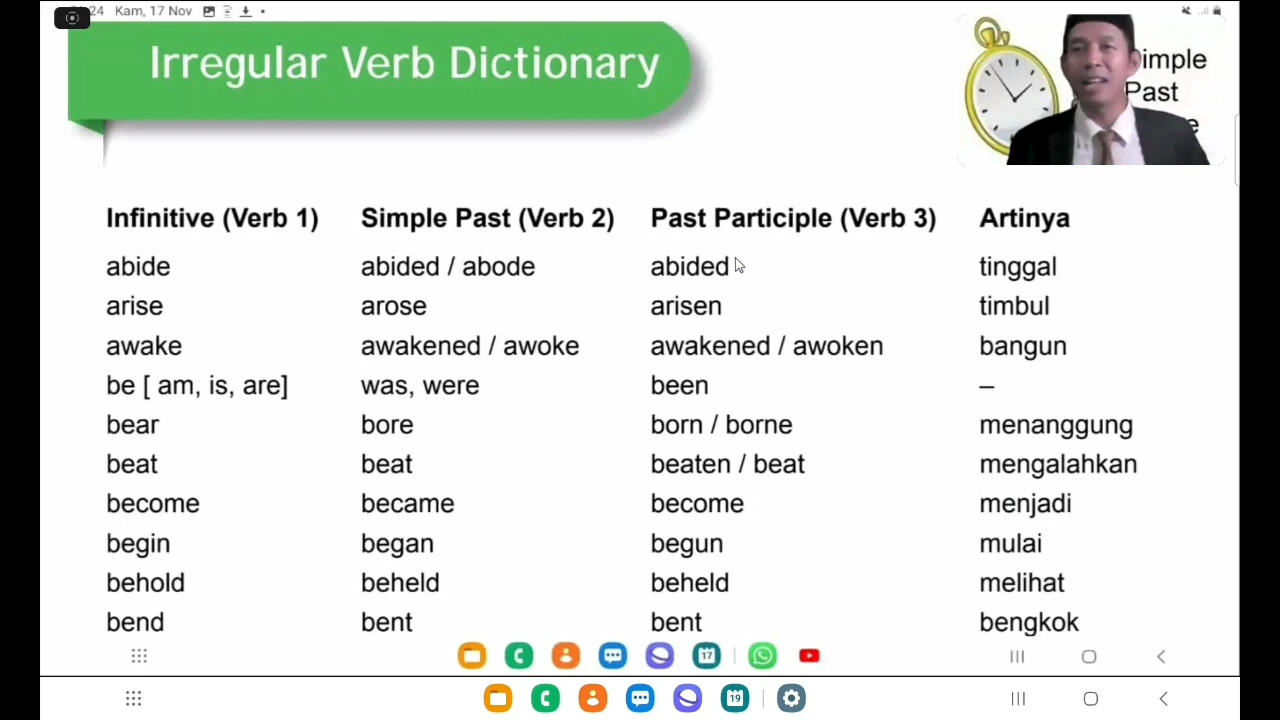 24 Kam, 17 Nov
Irregular Verb Dictionary
imple
Past
e
Infinitive (Verb 1) Simple Past (Verb 2) Past Participle (Verb 3) Artinya
abide abided / abode abided tinggal
arise arose arisen timbul
awake awakened / awoke awakened / awoken bangun
be [ am, is, are] was, were been –
bear bore born / borne menanggung
beat beat beaten / beat mengalahkan
become became become menjadi
begin began begun mulai
behold beheld beheld melihat
bend bent bent bengkok
17
19